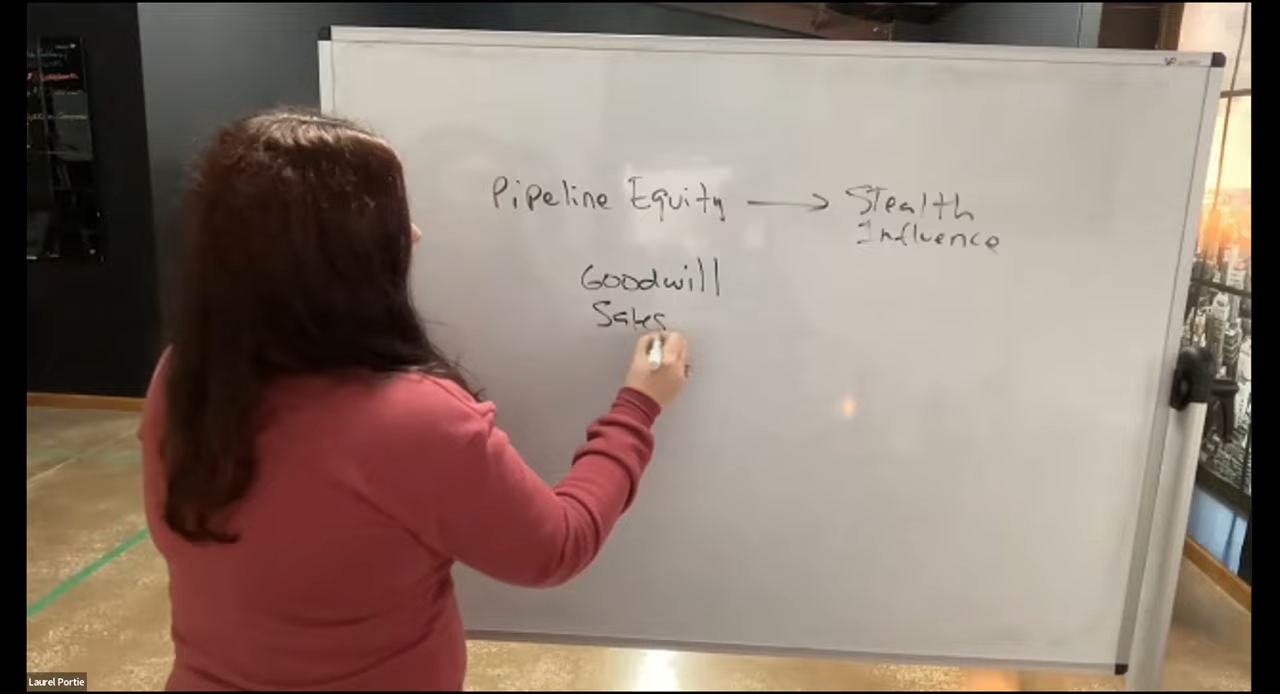 Pipeline Equity → Stealth
Influence
Goodwill
Sales
Laurel Portie